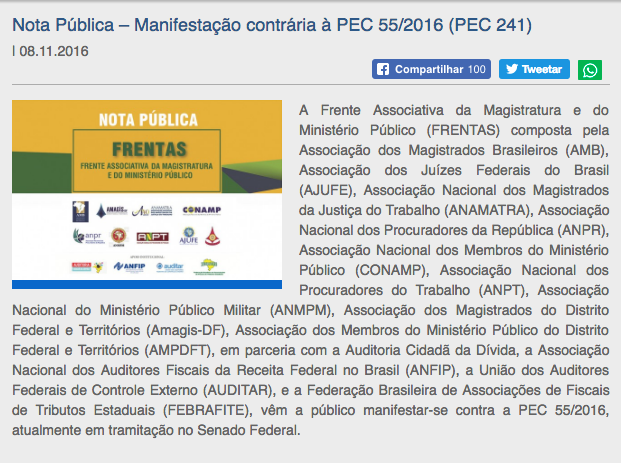 Nota Pública – Manifestação contrária à PEC 55/2016 (PEC 241)
| 08.11.2016
Compartilhar 100
Tweetar
NOTA PÚBLICA
FRENTAS
FRENTE ASSOCIATIVA DA MAGISTRATURA
E DO MINISTÉRIO PÚBLICO
AMAGIS
ANAMATRA
CONAMP
anpr
ANPT
AJUFE
ANFIP
auditar
A Frente Associativa da Magistratura e do
Ministério Público (FRENTAS) composta pela
Associação dos Magistrados Brasileiros (AMB),
Associação dos Juízes Federais do Brasil
(AJUFE), Associação Nacional dos Magistrados
da Justiça do Trabalho (ANAMATRA), Associação
Nacional dos Procuradores da República (ANPR),
Associação Nacional dos Membros do Ministério
Público (CONAMP), Associação Nacional dos
Procuradores do Trabalho (ANPT), Associação
Nacional do Ministério Público Militar (ANMPM), Associação dos Magistrados do Distrito
Federal e Territórios (Amagis-DF), Associação dos Membros do Ministério Público do Distrito
Federal e Territórios (AMPDFT), em parceria com a Auditoria Cidadã da Dívida, a Associação
Nacional dos Auditores Fiscais da Receita Federal no Brasil (ANFIP), a União dos Auditores
Federais de Controle Externo (AUDITAR), e a Federação Brasileira de Associações de Fiscais
de Tributos Estaduais (FEBRAFITE), vêm a público manifestar-se contra a PEC 55/2016,
atualmente em tramitação no Senado Federal.